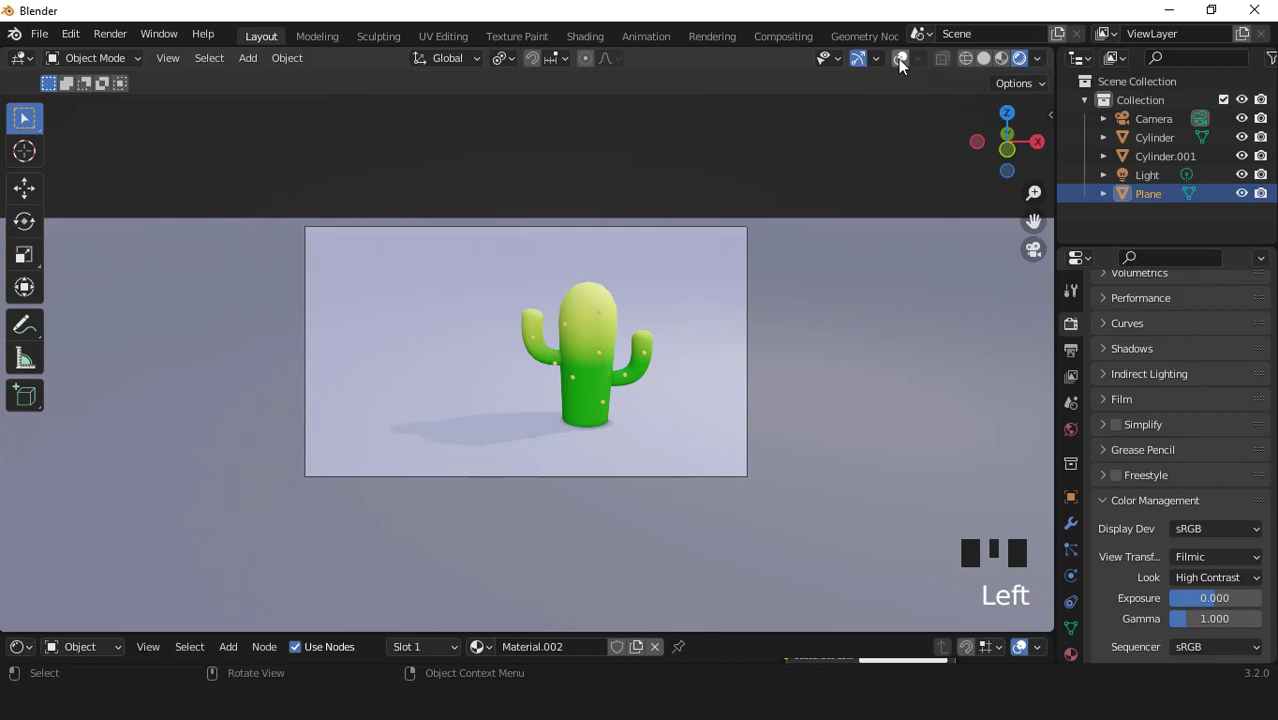 Blender
File Edit Render Window Help Layout Modeling Sculpting UV Editing Texture Paint Shading Animation Rendering Compositing Geometry Noc Scene ViewLayer
Object Mode View Select Add Object Global
Options
Scene Collection
Collection
Camera
Cylinder
Cylinder.001
Light
Plane
Z
Y
X
Volumetrics
Performance
Curves
Shadows
Indirect Lighting
Film
Simplify
Grease Pencil
Freestyle
Color Management
Display Dev sRGB
View Transf... Filmic
Look High Contrast
Exposure 0.000
Gamma 1.000
Sequencer sRGB
Left
Object View Select Add Node Use Nodes Slot 1 Material.002
Select Rotate View Object Context Menu 3.2.0